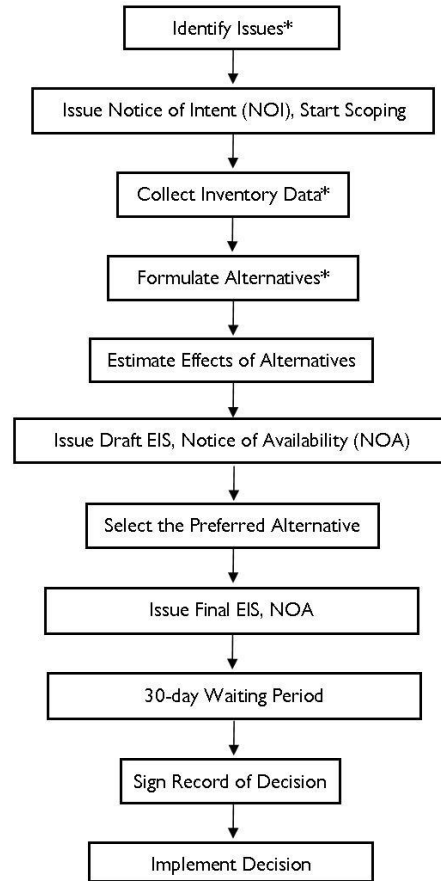 Identify Issues*
Issue Notice of Intent (NOI), Start Scoping
Collect Inventory Data*
Formulate Alternatives*
Estimate Effects of Alternatives
Issue Draft EIS, Notice of Availability (NOA)
Select the Preferred Alternative
Issue Final EIS, NOA
30-day Waiting Period
Sign Record of Decision
Implement Decision